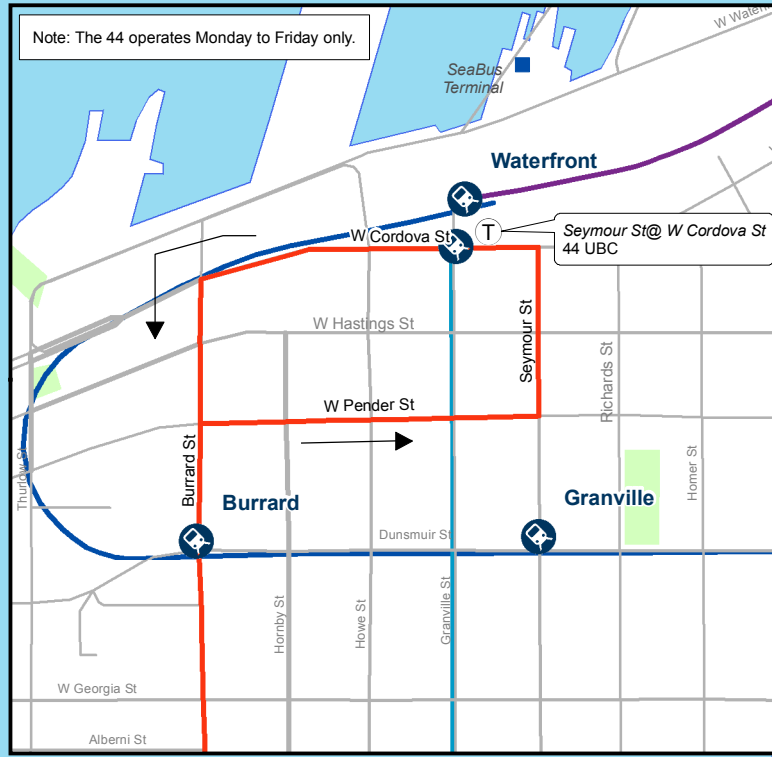 W Waterf
Note: The 44 operates Monday to Friday only.
SeaBus
Terminal
Waterfront
T
Seymour St@ W Cordova St
44 UBC
W Cordova St
W Hastings St
Seymour St
Richards St
W Pender St
Burrard St
Thurlow St
Homer St
Burrard
Granville
Dunsmuir St
Hornby St
Howe St
Granville St
W Georgia St
Alberni St